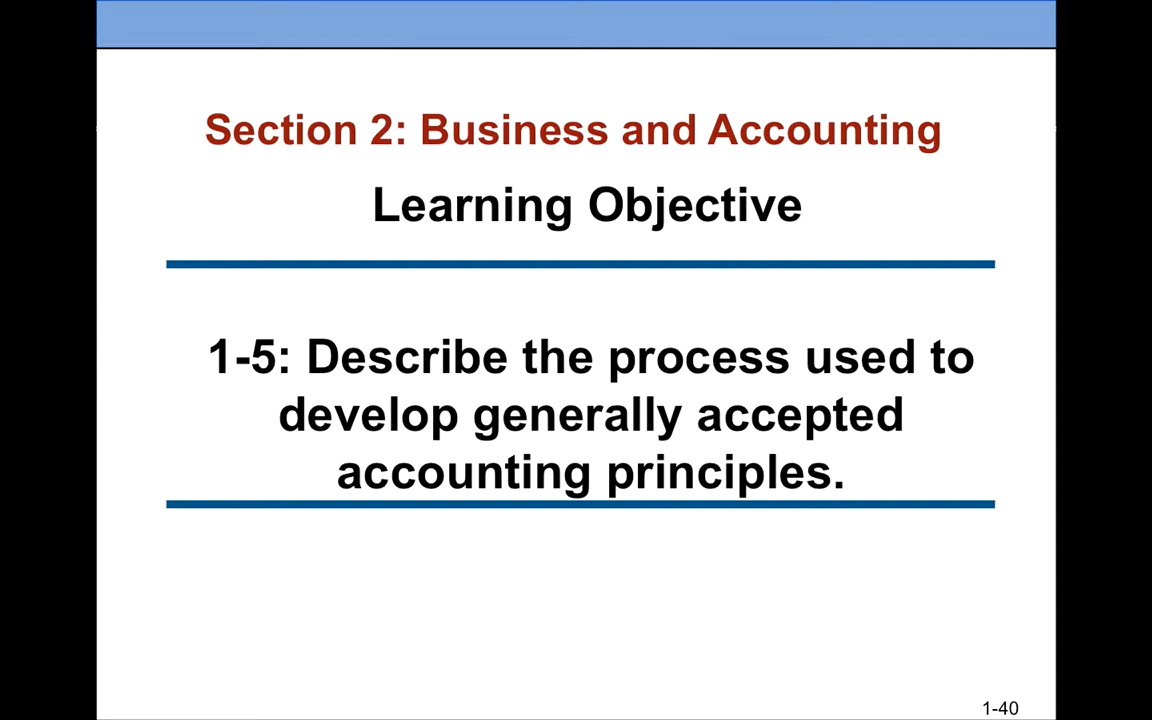 Section 2: Business and Accounting
Learning Objective
1-5: Describe the process used to
develop generally accepted
accounting principles.
1-40